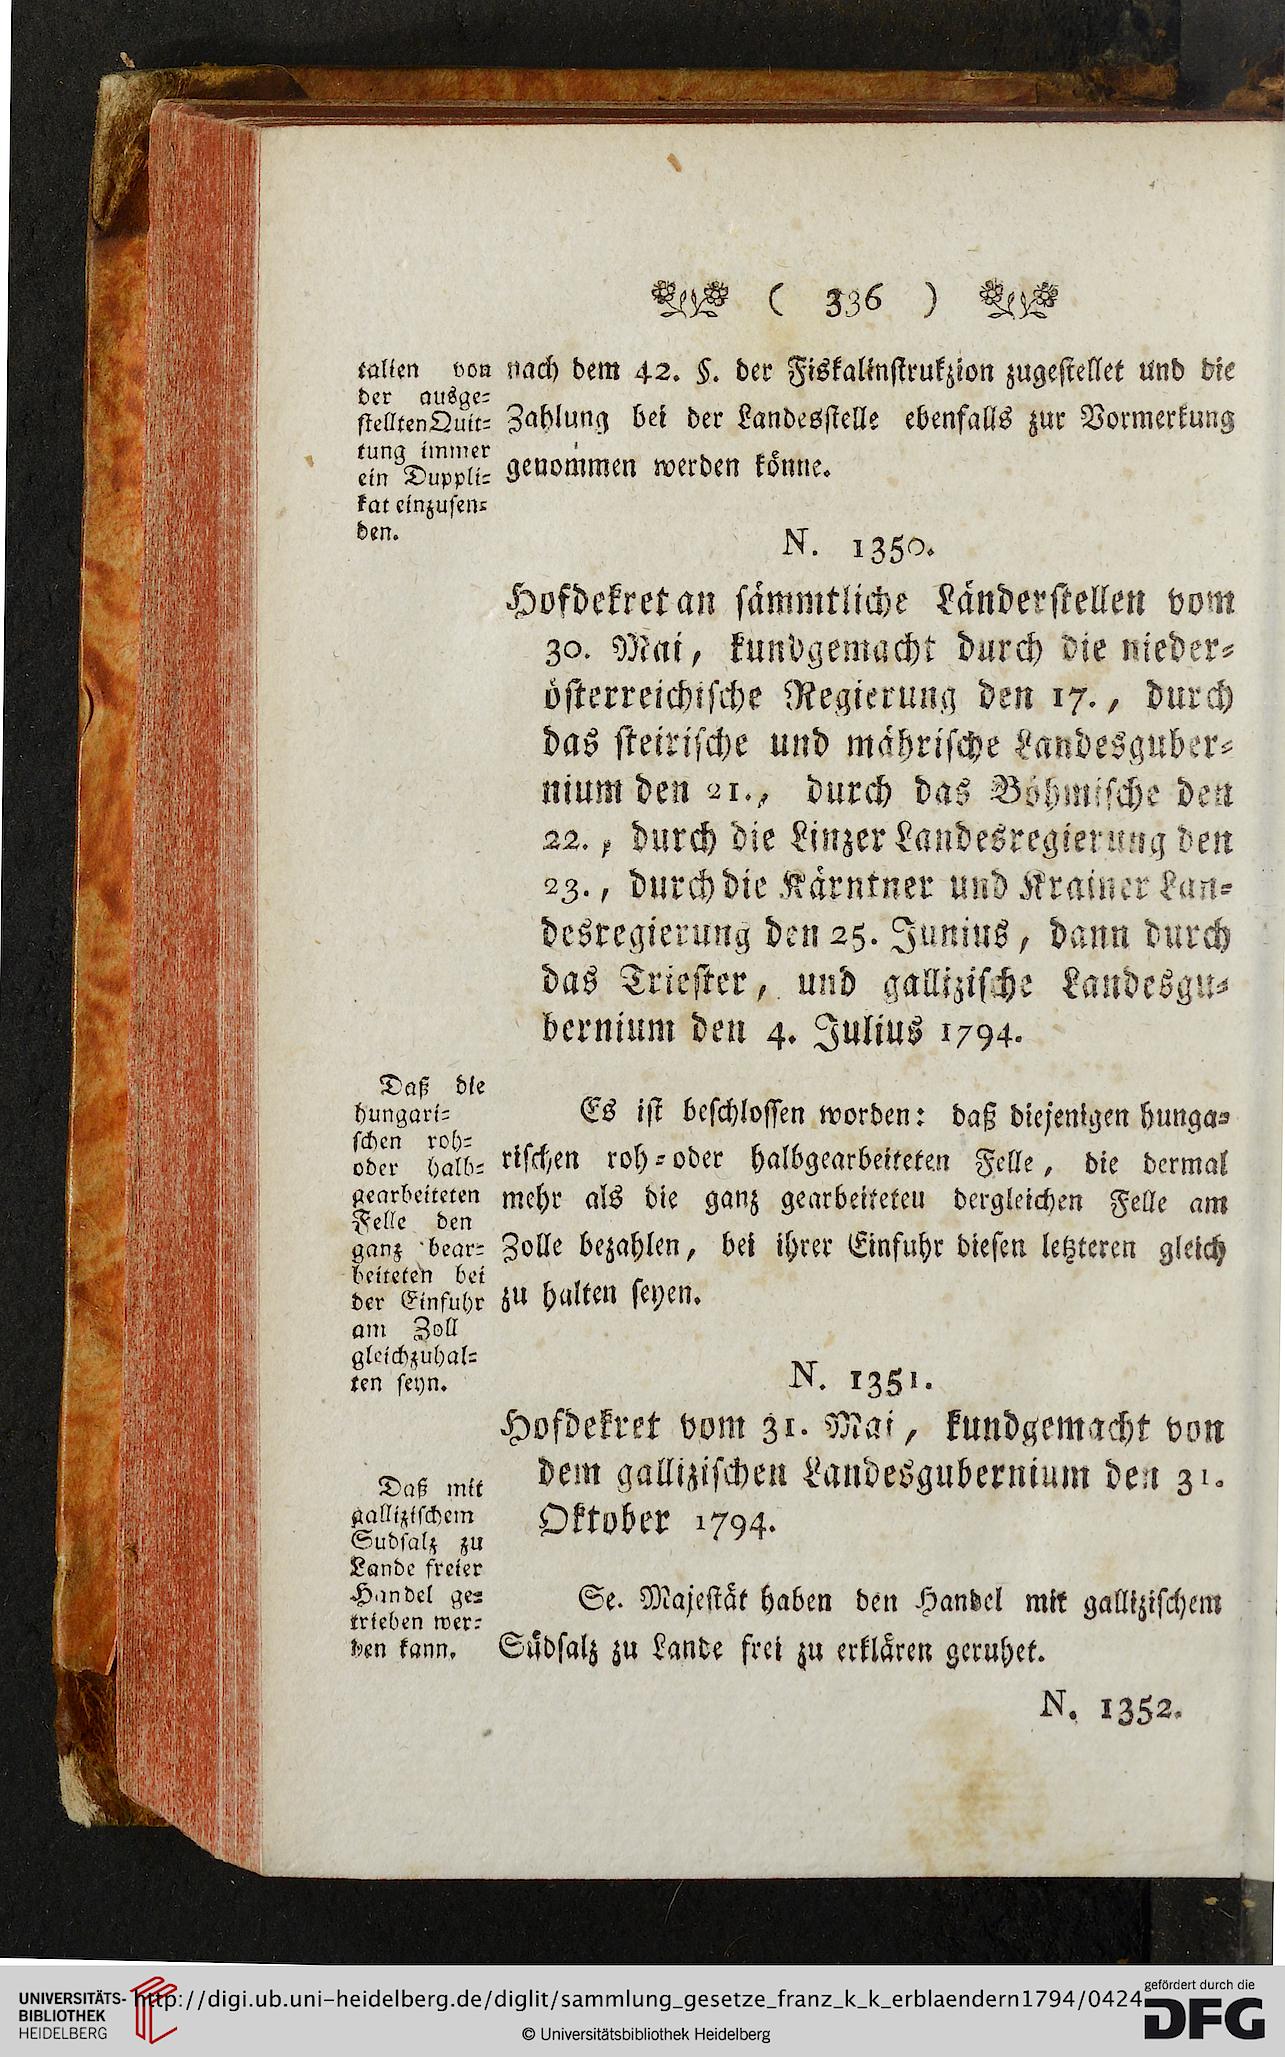 ( 336 )
talien von
der ausge-
stellten Quit-
tung immer
ein Duppli-
kat einzusen-
den.
nach dem 42. §. der Fiskalinstrukzion zugestellet und die
Zahlung bei der Landesstelle ebenfalls zur Vormerkung
genommen werden könne.
N. 1350.
Hofdekret an sämmtliche Länderstellen vom
30. Mai, kundgemacht durch die nieder-
österreichische Regierung den 17., durch
das steirische und mährische Landesguber-
nium den 21., durch das Böhmische den
22., durch die Linzer Landesregierung den
23., durch die Kärntner und Krainer Lan-
desregierung den 25. Junius, dann durch
das Triester, und gallizische Landesgu-
bernium den 4. Julius 1794.
Daß die
hungari-
schen roh-
oder halb-
gearbeiteten
Felle den
ganz bear-
beiteten bei
der Einfuhr
am Zoll
gleichzuhal-
ten seyn.
Es ist beschlossen worden: daß diejenigen hunga-
rischen roh-oder halbgearbeiteten Felle, die dermal
mehr als die ganz gearbeiteten dergleichen Felle am
Zolle bezahlen, bei ihrer Einfuhr diesen letzteren gleich
zu halten seyen.
N. 1351.
Hofdekret vom 31. Mai, kundgemacht von
dem gallizischen Landesgubernium den 31.
Oktober 1794.
Daß mit
gallizischem
Sudsalz zu
Lande freier
Handel ge-
trieben wer-
den kann.
Se. Majestät haben den Handel mit gallizischem
Südsalz zu Lande frei zu erklären geruhet.
N. 1352.
UNIVERSITÄTS-
BIBLIOTHEK
HEIDELBERG
http://digi.ub.uni-heidelberg.de/diglit/sammlung_gesetze_franz_k_k_erblaendern1794/0424
© Universitätsbibliothek Heidelberg
gefördert durch die
DFG